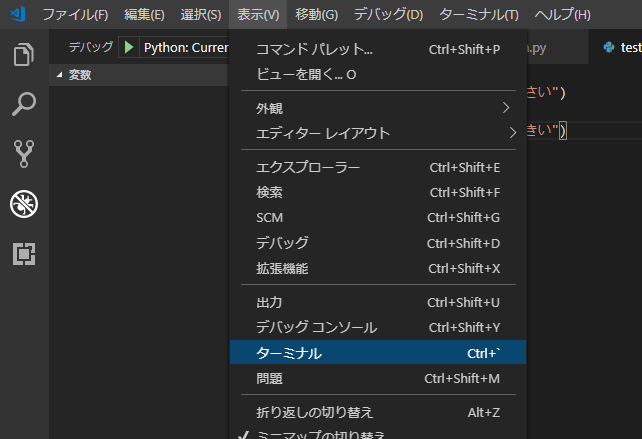 ファイル(F) 編集(E) 選択(S) 表示(V) 移動(G) デバッグ(D) ターミナル(T) ヘルプ(H)
デバッグ Python: Curren .py test
変数
コマンド パレット... Ctrl+Shift+P
ビューを開く... O
さい")
外観
エディター レイアウト
きい")
エクスプローラー Ctrl+Shift+E
検索 Ctrl+Shift+F
SCM Ctrl+Shift+G
デバッグ Ctrl+Shift+D
拡張機能 Ctrl+Shift+X
出力 Ctrl+Shift+U
デバッグ コンソール Ctrl+Shift+Y
ターミナル Ctrl+`
問題 Ctrl+Shift+M
折り返しの切り替え Alt+Z
✓ ミニマップの切り替え